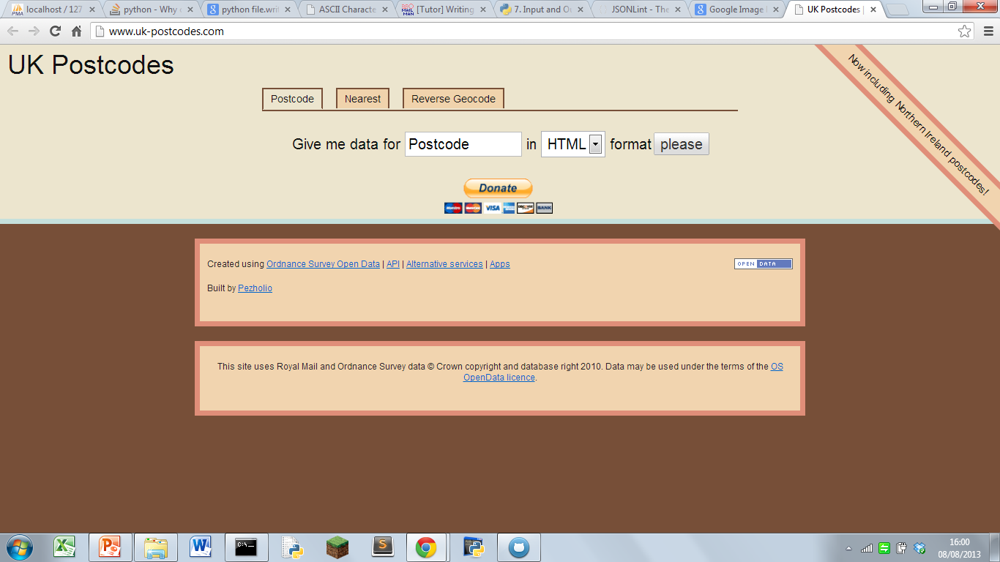 localhost / 127
python - Why
python file.wri
ASCII Characte
[Tutor] Writing
7. Input and Ou
JSONLint - The
Google Image
UK Postcodes |
www.uk-postcodes.com
UK Postcodes
Now including Northern Ireland postcodes!
Postcode Nearest Reverse Geocode
Give me data for Postcode in HTML format please
Donate
VISA BANK
Created using Ordnance Survey Open Data | API | Alternative services | Apps
OPEN DATA
Built by Pezholio
This site uses Royal Mail and Ordnance Survey data © Crown copyright and database right 2010. Data may be used under the terms of the OS
OpenData licence.
16:00
08/08/2013